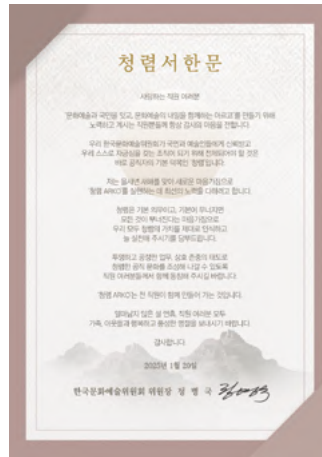 청렴서한문
사랑하는 직원 여러분
'문화예술과 국민을 잇고, 문화예술의 내일을 함께하는 아르코'를 만들기 위해
노력하고 계시는 직원분들께 항상 감사의 마음을 전합니다.
우리 한국문화예술위원회가 국민과 예술인들에게 신뢰받고
우리 스스로 자긍심을 갖는 조직이 되기 위해 전제되어야 할 것은
바로 공직자의 기본 덕목인 '청렴'입니다.
저는 을사년 새해를 맞아 새로운 마음가짐으로
'청렴 ARKO'를 실현하는 데 최선의 노력을 다하려고 합니다.
청렴은 기본 의무이고, 기본이 무너지면
모든 것이 무너진다는 마음가짐으로
우리 모두 청렴의 가치를 제대로 인식하고
늘 실천해 주시기를 당부드립니다.
투명하고 공정한 업무, 상호 존중의 태도로
청렴한 공직 문화를 조성해 나갈 수 있도록
직원 여러분들께서 함께 동참해 주시길 바랍니다.
'청렴 ARKO'는 전 직원이 함께 만들어 가는 것입니다.
얼마남지 않은 설 연휴, 직원 여러분 모두
가족, 이웃들과 행복하고 풍성한 명절을 보내시기 바랍니다.
감사합니다.
2025년 1월 20일
한국문화예술위원회 위원장 정 병 국